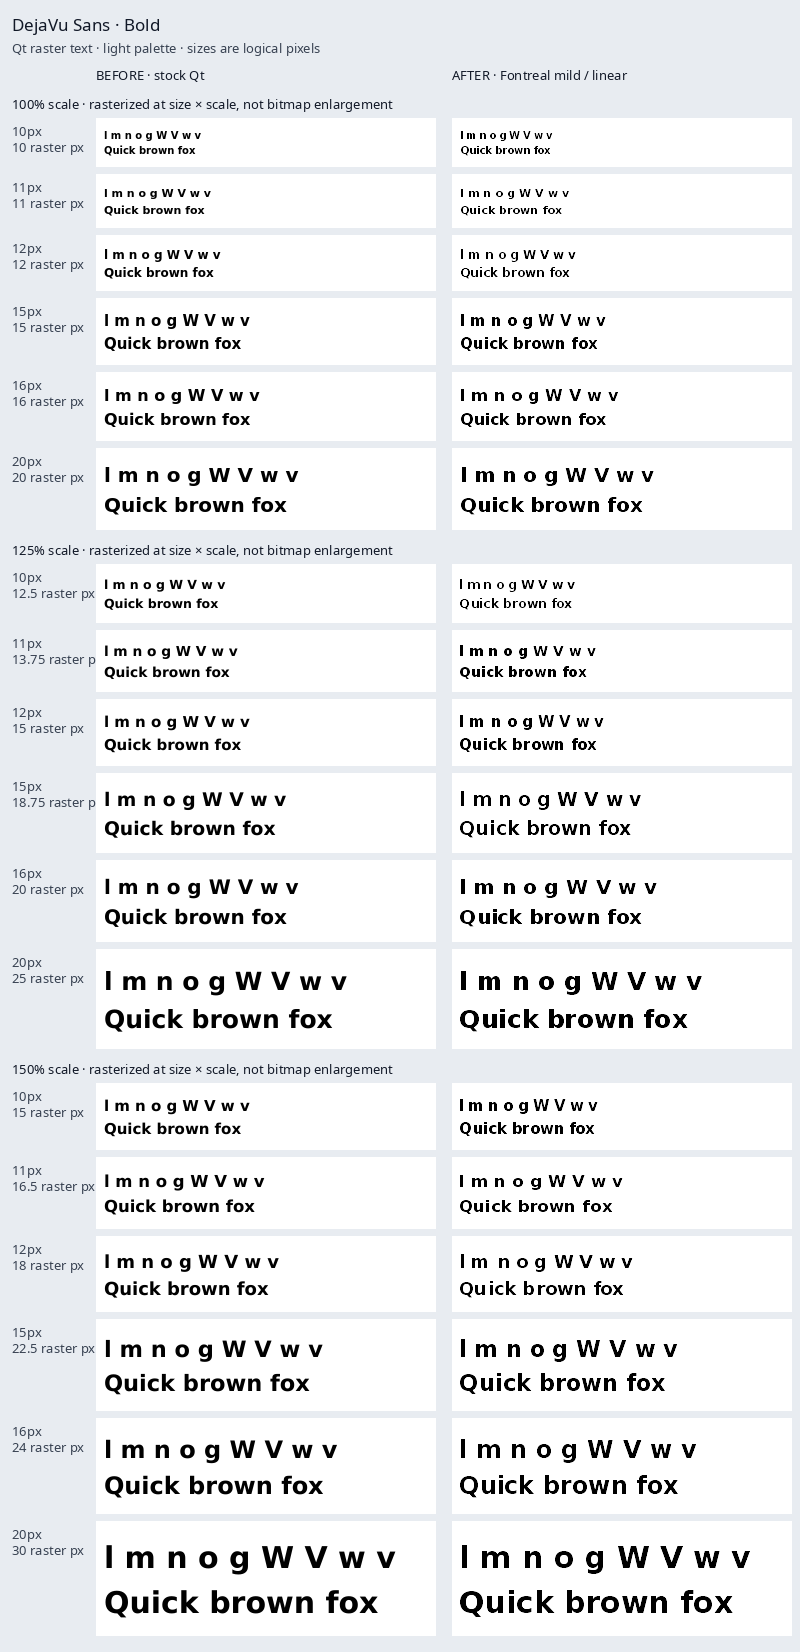 DejaVu Sans · Bold
Qt raster text · light palette · sizes are logical pixels
BEFORE · stock Qt
AFTER · Fontreal mild / linear
100% scale · rasterized at size × scale, not bitmap enlargement
10px
10 raster px
l m n o g W V w v
Quick brown fox
l m n o g W V w v
Quick brown fox
11px
11 raster px
l m n o g W V w v
Quick brown fox
l m n o g W V w v
Quick brown fox
12px
12 raster px
l m n o g W V w v
Quick brown fox
l m n o g W V w v
Quick brown fox
15px
15 raster px
l m n o g W V w v
Quick brown fox
l m n o g W V w v
Quick brown fox
16px
16 raster px
l m n o g W V w v
Quick brown fox
l m n o g W V w v
Quick brown fox
20px
20 raster px
l m n o g W V w v
Quick brown fox
l m n o g W V w v
Quick brown fox
125% scale · rasterized at size × scale, not bitmap enlargement
10px
12.5 raster px
l m n o g W V w v
Quick brown fox
l m n o g W V w v
Quick brown fox
11px
13.75 raster p
l m n o g W V w v
Quick brown fox
l m n o g W V w v
Quick brown fox
12px
15 raster px
l m n o g W V w v
Quick brown fox
l m n o g W V w v
Quick brown fox
15px
18.75 raster p
l m n o g W V w v
Quick brown fox
l m n o g W V w v
Quick brown fox
16px
20 raster px
l m n o g W V w v
Quick brown fox
l m n o g W V w v
Quick brown fox
20px
25 raster px
l m n o g W V w v
Quick brown fox
l m n o g W V w v
Quick brown fox
150% scale · rasterized at size × scale, not bitmap enlargement
10px
15 raster px
l m n o g W V w v
Quick brown fox
l m n o g W V w v
Quick brown fox
11px
16.5 raster px
l m n o g W V w v
Quick brown fox
l m n o g W V w v
Quick brown fox
12px
18 raster px
l m n o g W V w v
Quick brown fox
l m n o g W V w v
Quick brown fox
15px
22.5 raster px
l m n o g W V w v
Quick brown fox
l m n o g W V w v
Quick brown fox
16px
24 raster px
l m n o g W V w v
Quick brown fox
l m n o g W V w v
Quick brown fox
20px
30 raster px
l m n o g W V w v
Quick brown fox
l m n o g W V w v
Quick brown fox